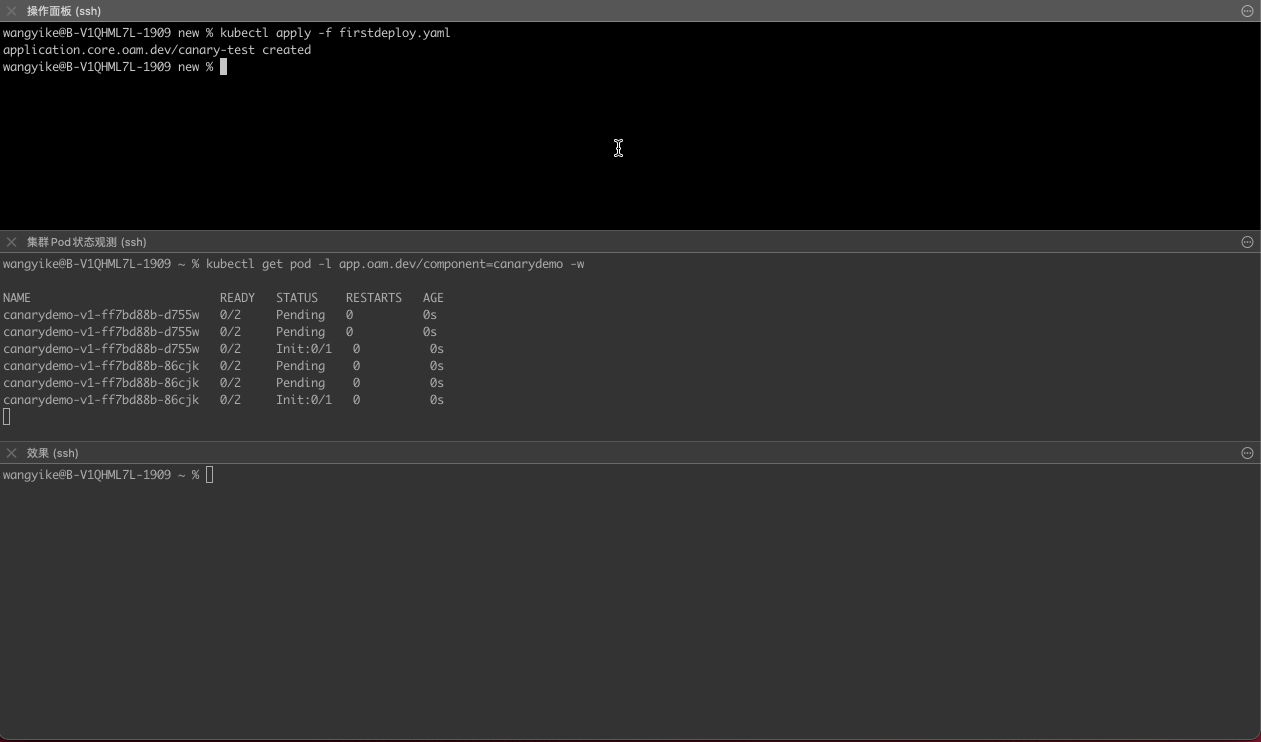 操作面板 (ssh)
wangyike@B-V1QHML7L-1909 new % kubectl apply -f firstdeploy.yaml
application.core.oam.dev/canary-test created
wangyike@B-V1QHML7L-1909 new %
集群Pod状态观测 (ssh)
wangyike@B-V1QHML7L-1909 ~ % kubectl get pod -l app.oam.dev/component=canarydemo -w
NAME READY STATUS RESTARTS AGE
canarydemo-v1-ff7bd88b-d755w 0/2 Pending 0 0s
canarydemo-v1-ff7bd88b-d755w 0/2 Pending 0 0s
canarydemo-v1-ff7bd88b-d755w 0/2 Init:0/1 0 0s
canarydemo-v1-ff7bd88b-86cjk 0/2 Pending 0 0s
canarydemo-v1-ff7bd88b-86cjk 0/2 Pending 0 0s
canarydemo-v1-ff7bd88b-86cjk 0/2 Init:0/1 0 0s
效果 (ssh)
wangyike@B-V1QHML7L-1909 ~ %